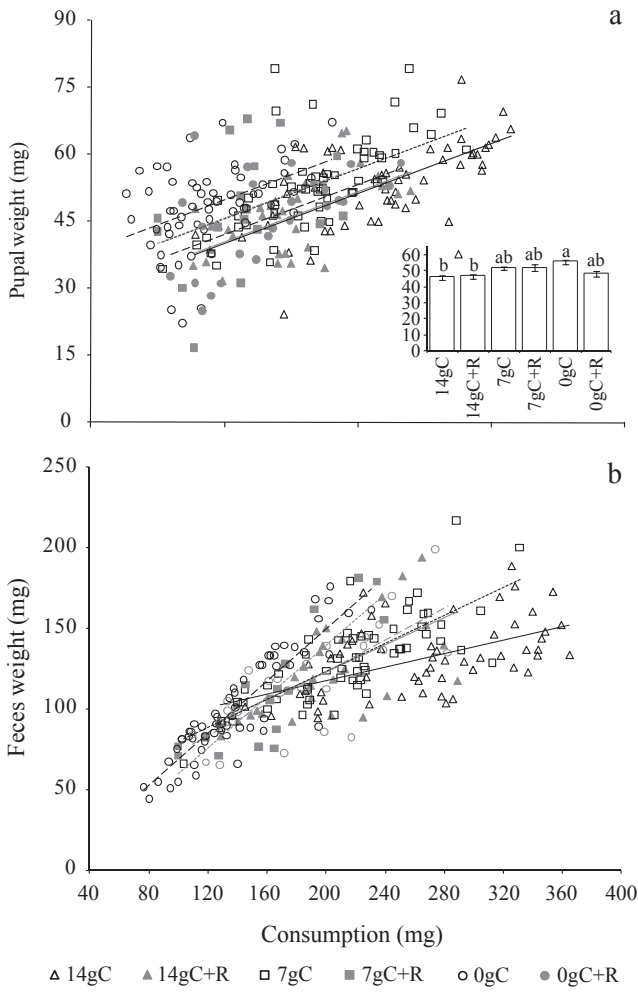 a
90
75
60
45
30
15
0
Pupal weight (mg)
60
50
40
30
20
10
0
b b ab ab a ab
14gC 14gC+R 7gC 7gC+R 0gC 0gC+R
b
250
200
150
100
50
0
Feces weight (mg)
40 80 120 160 200 240 280 320 360 400
Consumption (mg)
14gC 14gC+R 7gC 7gC+R 0gC 0gC+R